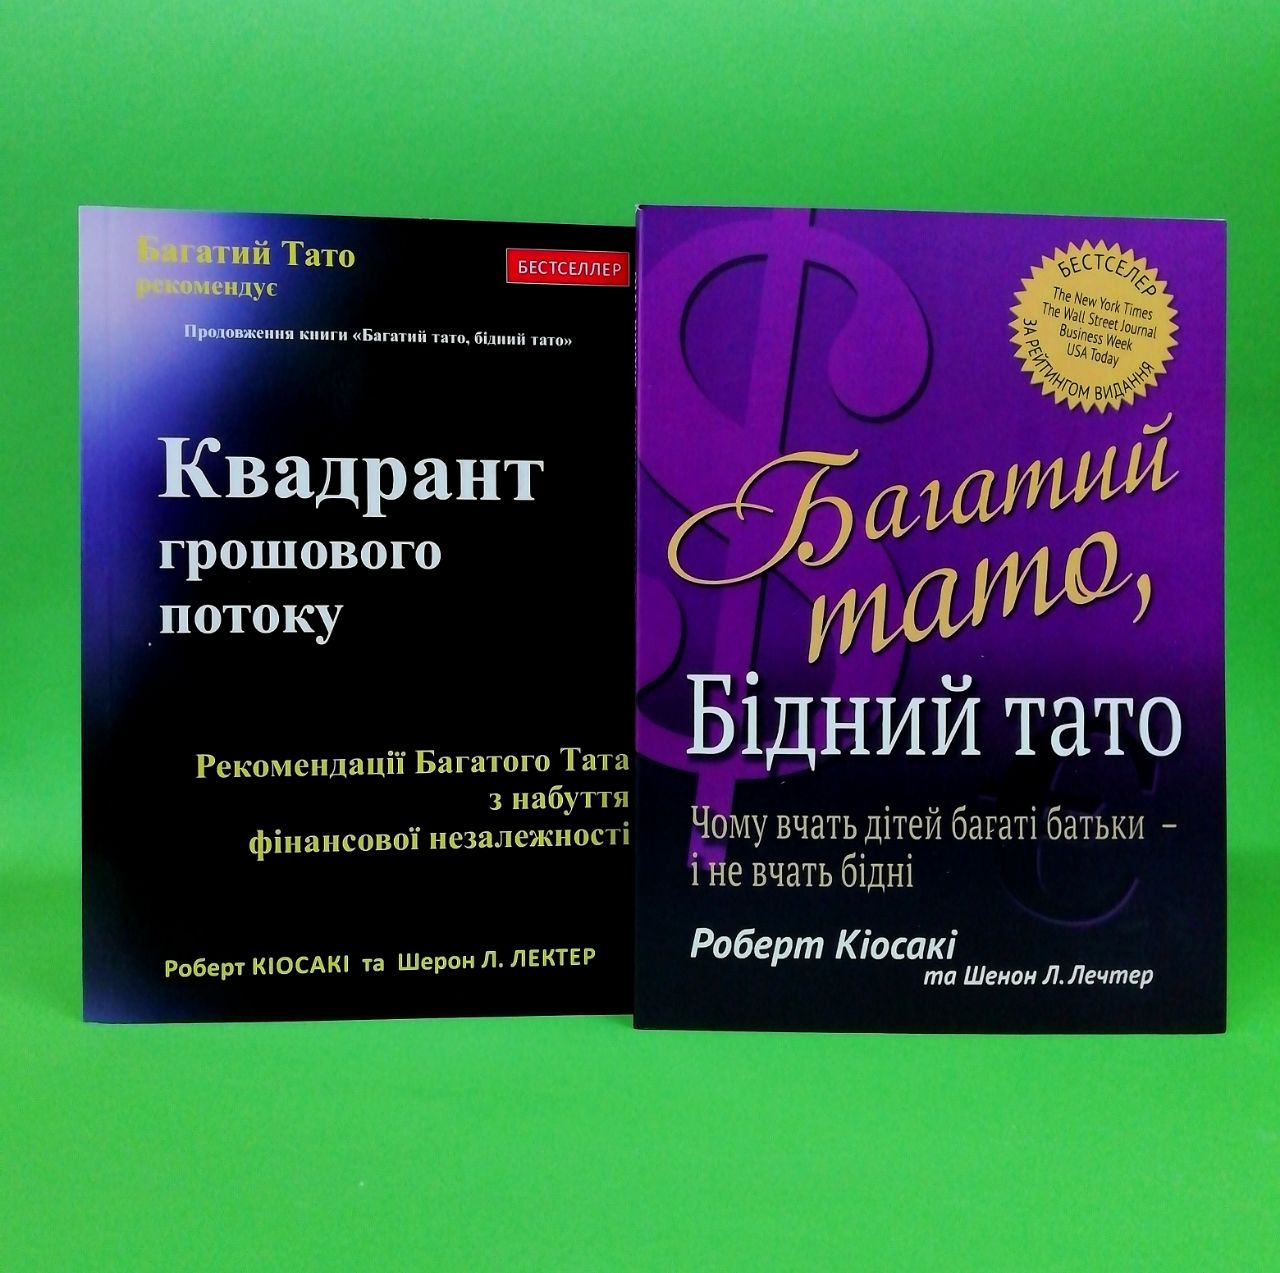 Багатий Тато
рекомендує
БЕСТСЕЛЛЕР
Продовження книги «Багатий тато, бідний тато»
Квадрант
грошового
потоку
Рекомендації Багатого Тата
з набуття
фінансової незалежності
Роберт КІОСАКІ та Шерон Л. ЛЕКТЕР
БЕСТСЕЛЕР
The New York Times
The Wall Street Journal
Business Week
USA Today
ЗА РЕЙТИНГОМ ВИДАННЯ
Багатий
тато,
Бідний тато
Чому вчать дітей багаті батьки –
і не вчать бідні
Роберт Кіосакі
та Шенон Л. Лечтер